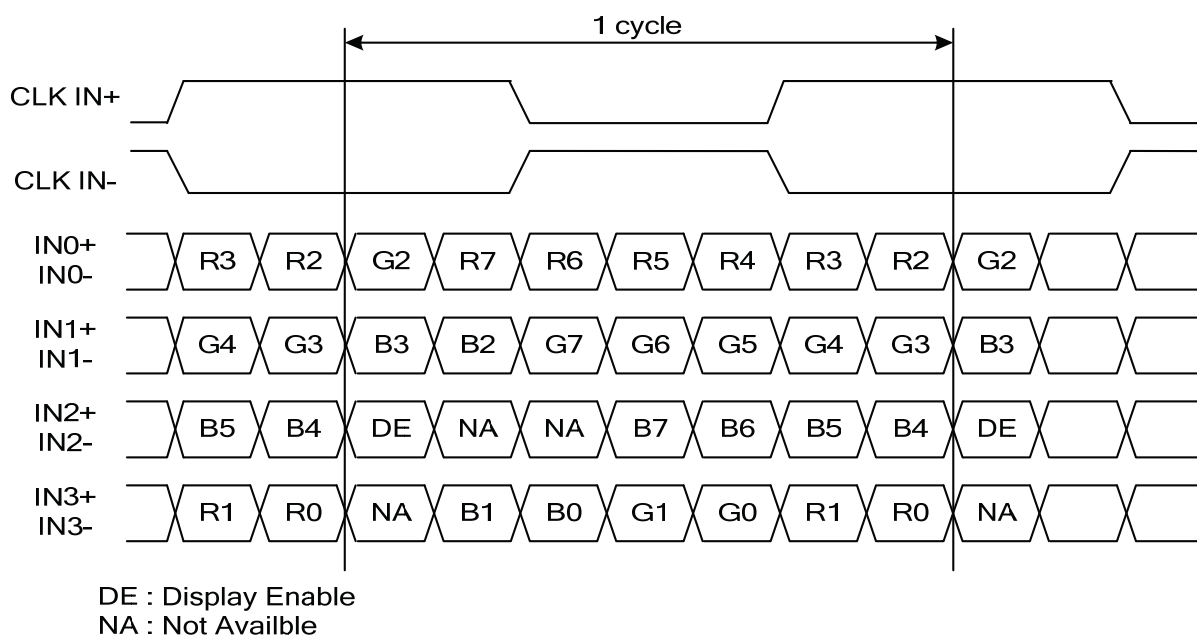 1 cycle
CLK IN+
CLK IN-
IN0+
IN0-
R3 R2 G2 R7 R6 R5 R4 R3 R2 G2
IN1+
IN1-
G4 G3 B3 B2 G7 G6 G5 G4 G3 B3
IN2+
IN2-
B5 B4 DE NA NA B7 B6 B5 B4 DE
IN3+
IN3-
R1 R0 NA B1 B0 G1 G0 R1 R0 NA
DE : Display Enable
NA : Not Availble